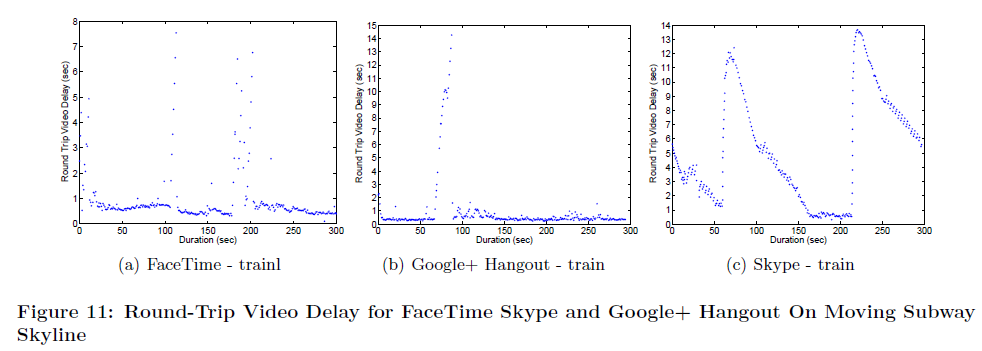 8
7
6
5
4
3
2
1
0
Round Trip Video Delay (sec)
0 50 100 150 200 250 300
Duration (sec)
(a) FaceTime - trainl
15
14
13
12
11
10
9
8
7
6
5
4
3
2
1
0
Round Trip Video Delay (sec)
0 50 100 150 200 250 300
Duration (sec)
(b) Google+ Hangout - train
14
13
12
11
10
9
8
7
6
5
4
3
2
1
0
Round Trip Video Delay (sec)
0 50 100 150 200 250 300
Duration (sec)
(c) Skype - train
Figure 11: Round-Trip Video Delay for FaceTime Skype and Google+ Hangout On Moving Subway
Skyline